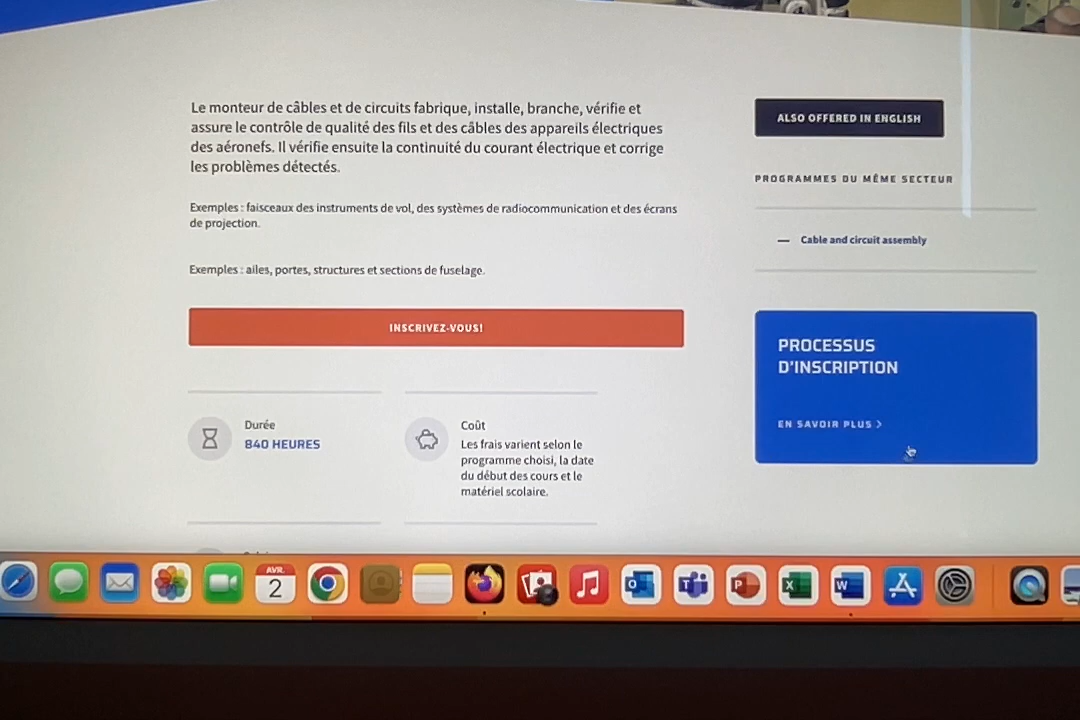 Le monteur de câbles et de circuits fabrique, installe, branche, vérifie et
assure le contrôle de qualité des fils et des câbles des appareils électriques
des aéronefs. Il vérifie ensuite la continuité du courant électrique et corrige
les problèmes détectés.
Exemples : faisceaux des instruments de vol, des systèmes de radiocommunication et des écrans
de projection.
Exemples : ailes, portes, structures et sections de fuselage.
INSCRIVEZ-VOUS!
Durée
840 HEURES
Coût
Les frais varient selon le
programme choisi, la date
du début des cours et le
matériel scolaire.
ALSO OFFERED IN ENGLISH
PROGRAMMES DU MÊME SECTEUR
— Cable and circuit assembly
PROCESSUS
D'INSCRIPTION
EN SAVOIR PLUS >
AVR.
2
O
T
P
X
W